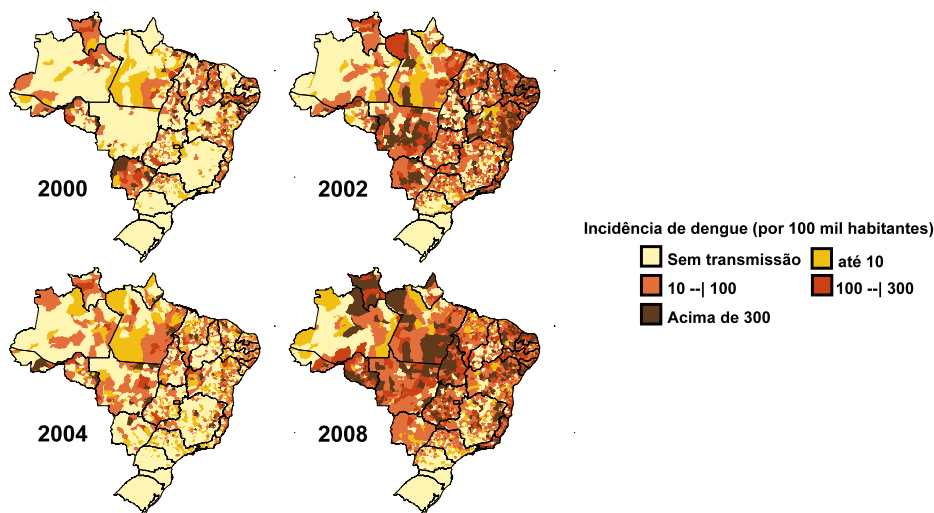 2000
2002
Incidência de dengue (por 100 mil habitantes)
Sem transmissão
até 10
10 --| 100
100 --| 300
Acima de 300
2004
2008